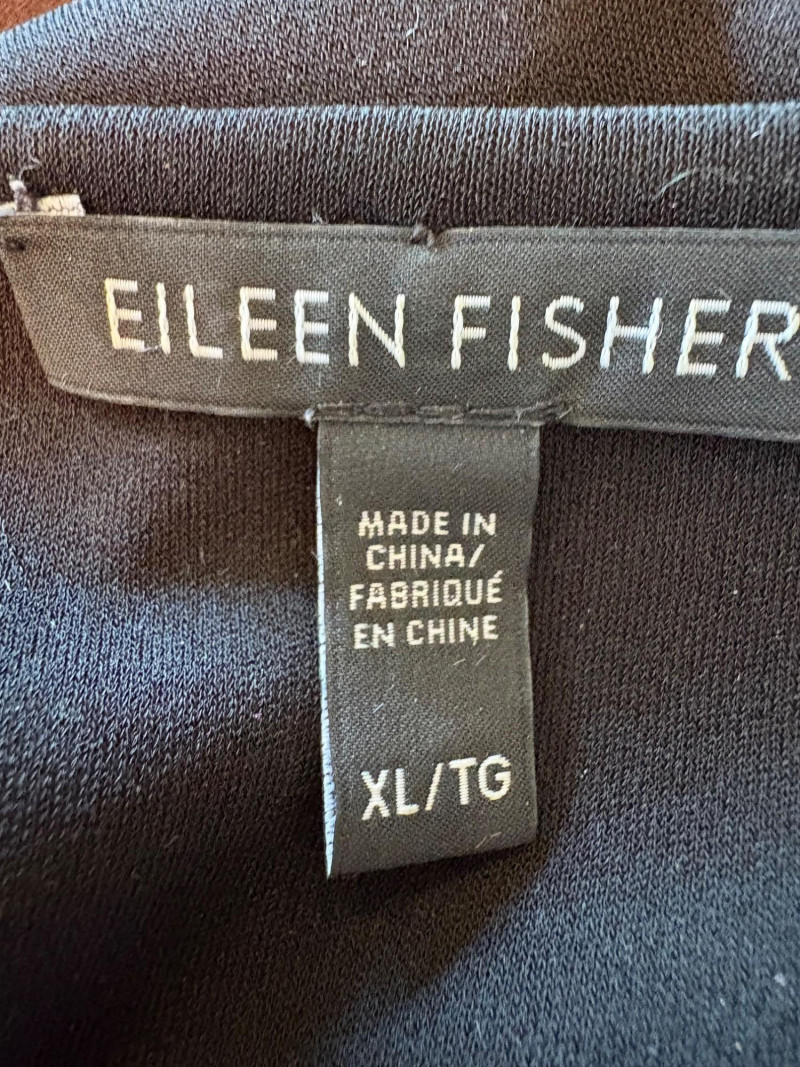 EILEEN FISHER
MADE IN
CHINA/
FABRIQUÉ
EN CHINE
XL/TG